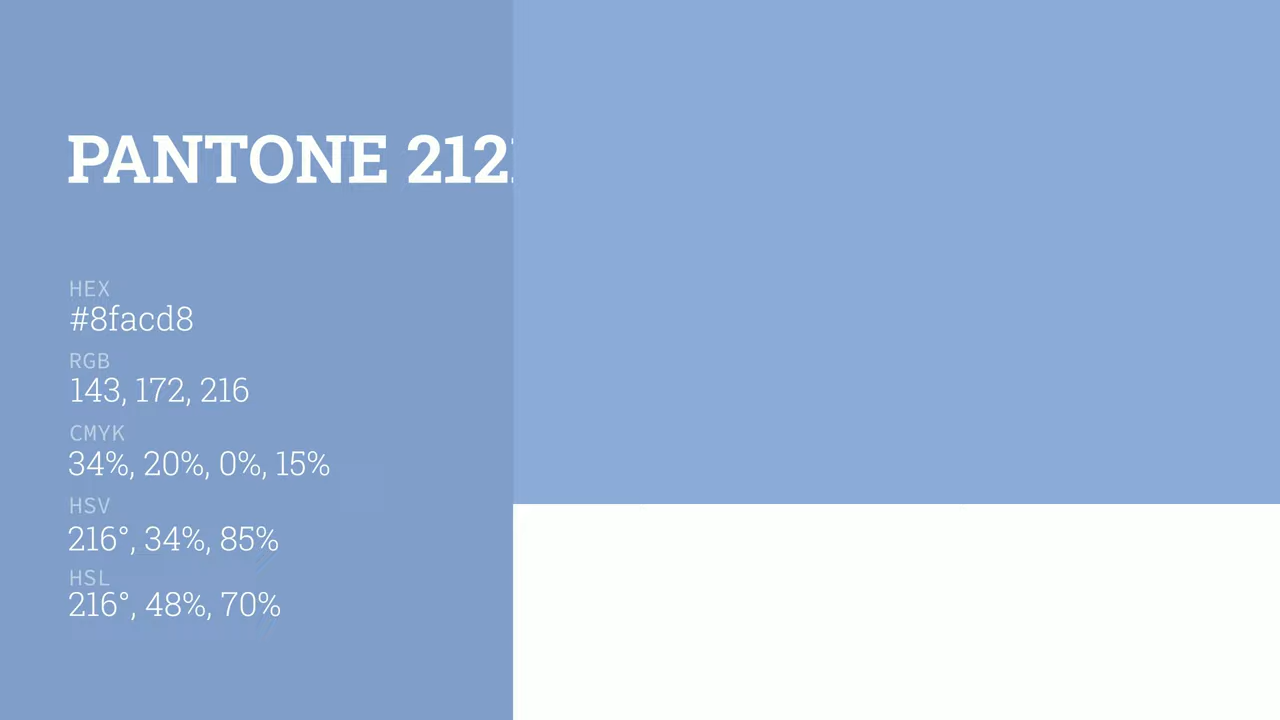 PANTONE 212
HEX
#8facd8
RGB
143, 172, 216
CMYK
34%, 20%, 0%, 15%
HSV
216°, 34%, 85%
HSL
216°, 48%, 70%